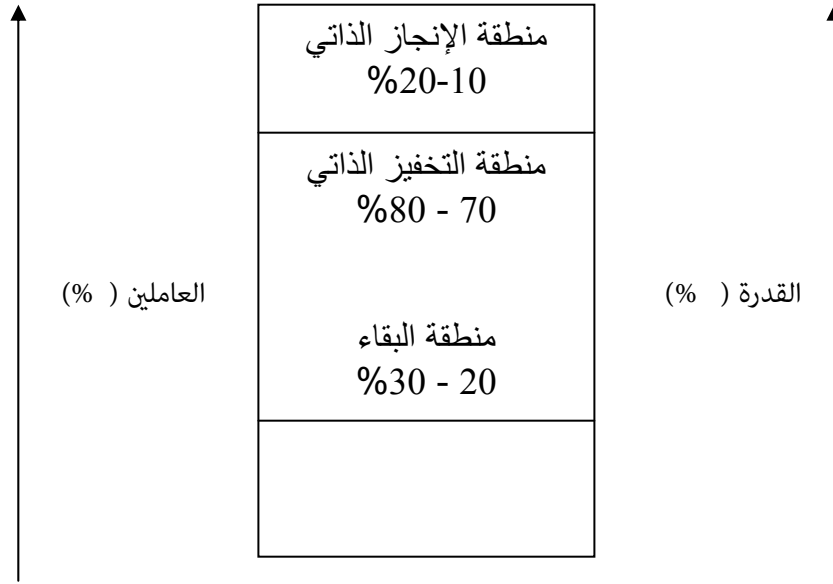 منطقة الإنجاز الذاتي
%20-10
منطقة التخفيز الذاتي
%80 - 70
القدرة ( %)
العاملين ( %)
منطقة البقاء
%30 - 20